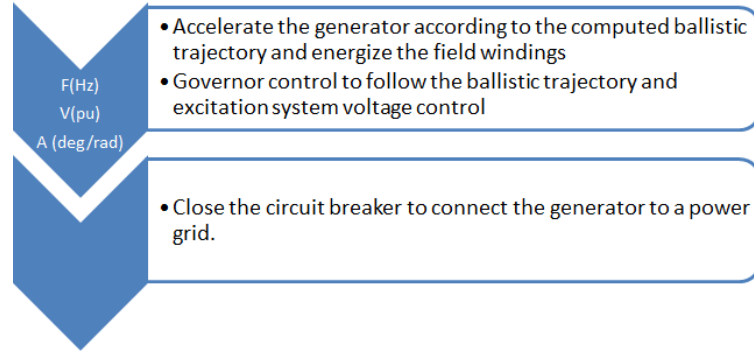 F(Hz)
V(pu)
A (deg/rad)
• Accelerate the generator according to the computed ballistic
trajectory and energize the field windings
• Governor control to follow the ballistic trajectory and
excitation system voltage control
• Close the circuit breaker to connect the generator to a power
grid.